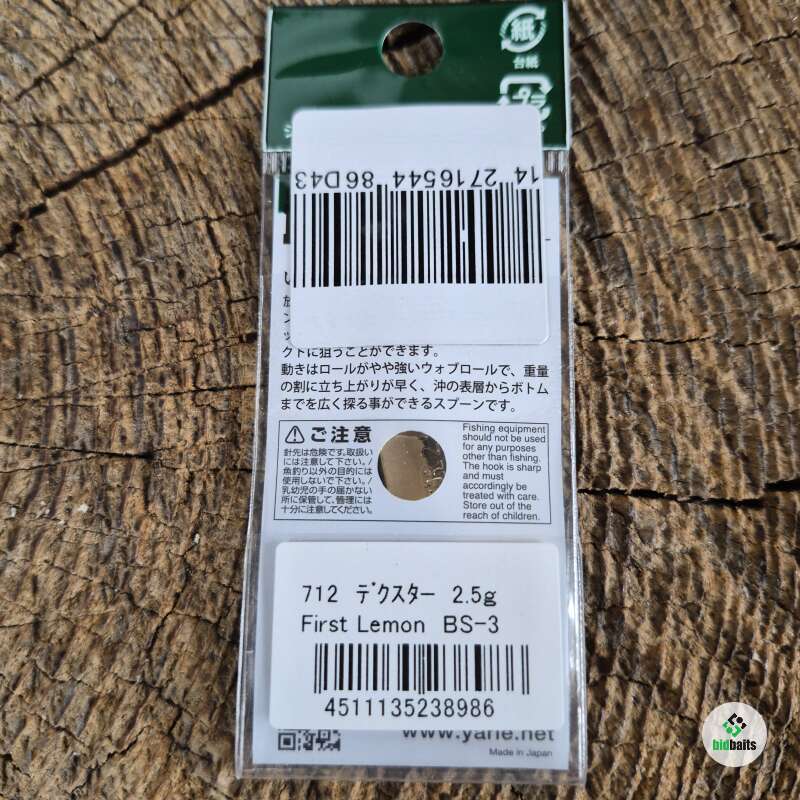 紙
台紙
プラ
14 2716544 86D43
クトに狙うことができます。
動きはロールがやや強いウォブロールで、重量
の割に立ち上がりが早く、沖の表層からボトム
までを広く探る事ができるスプーンです。
⚠ご注意
針先は危険です。取扱い
には注意して下さい。/
魚釣り以外の目的には
使用しないで下さい。/
乳幼児の手の届かない
所に保管して、管理には
十分に注意してください。
Fishing equipment
should not be used
for any purposes
other than fishing.
The hook is sharp
and must
accordingly be
treated with care.
Store out of the
reach of children.
712 ﾃﾞクスター 2.5g
First Lemon BS-3
4511135238986
www.yarie.net
Made in Japan
bidbaits